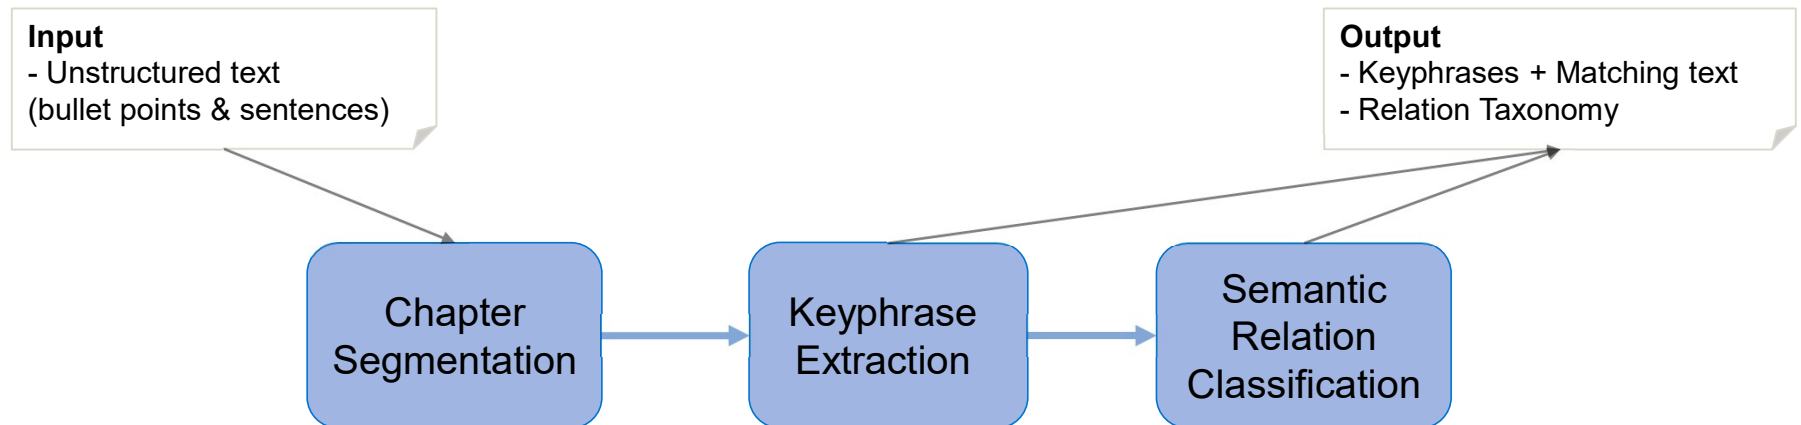 Input
- Unstructured text
(bullet points & sentences)
Output
- Keyphrases + Matching text
- Relation Taxonomy
Chapter
Segmentation
Keyphrase
Extraction
Semantic
Relation
Classification